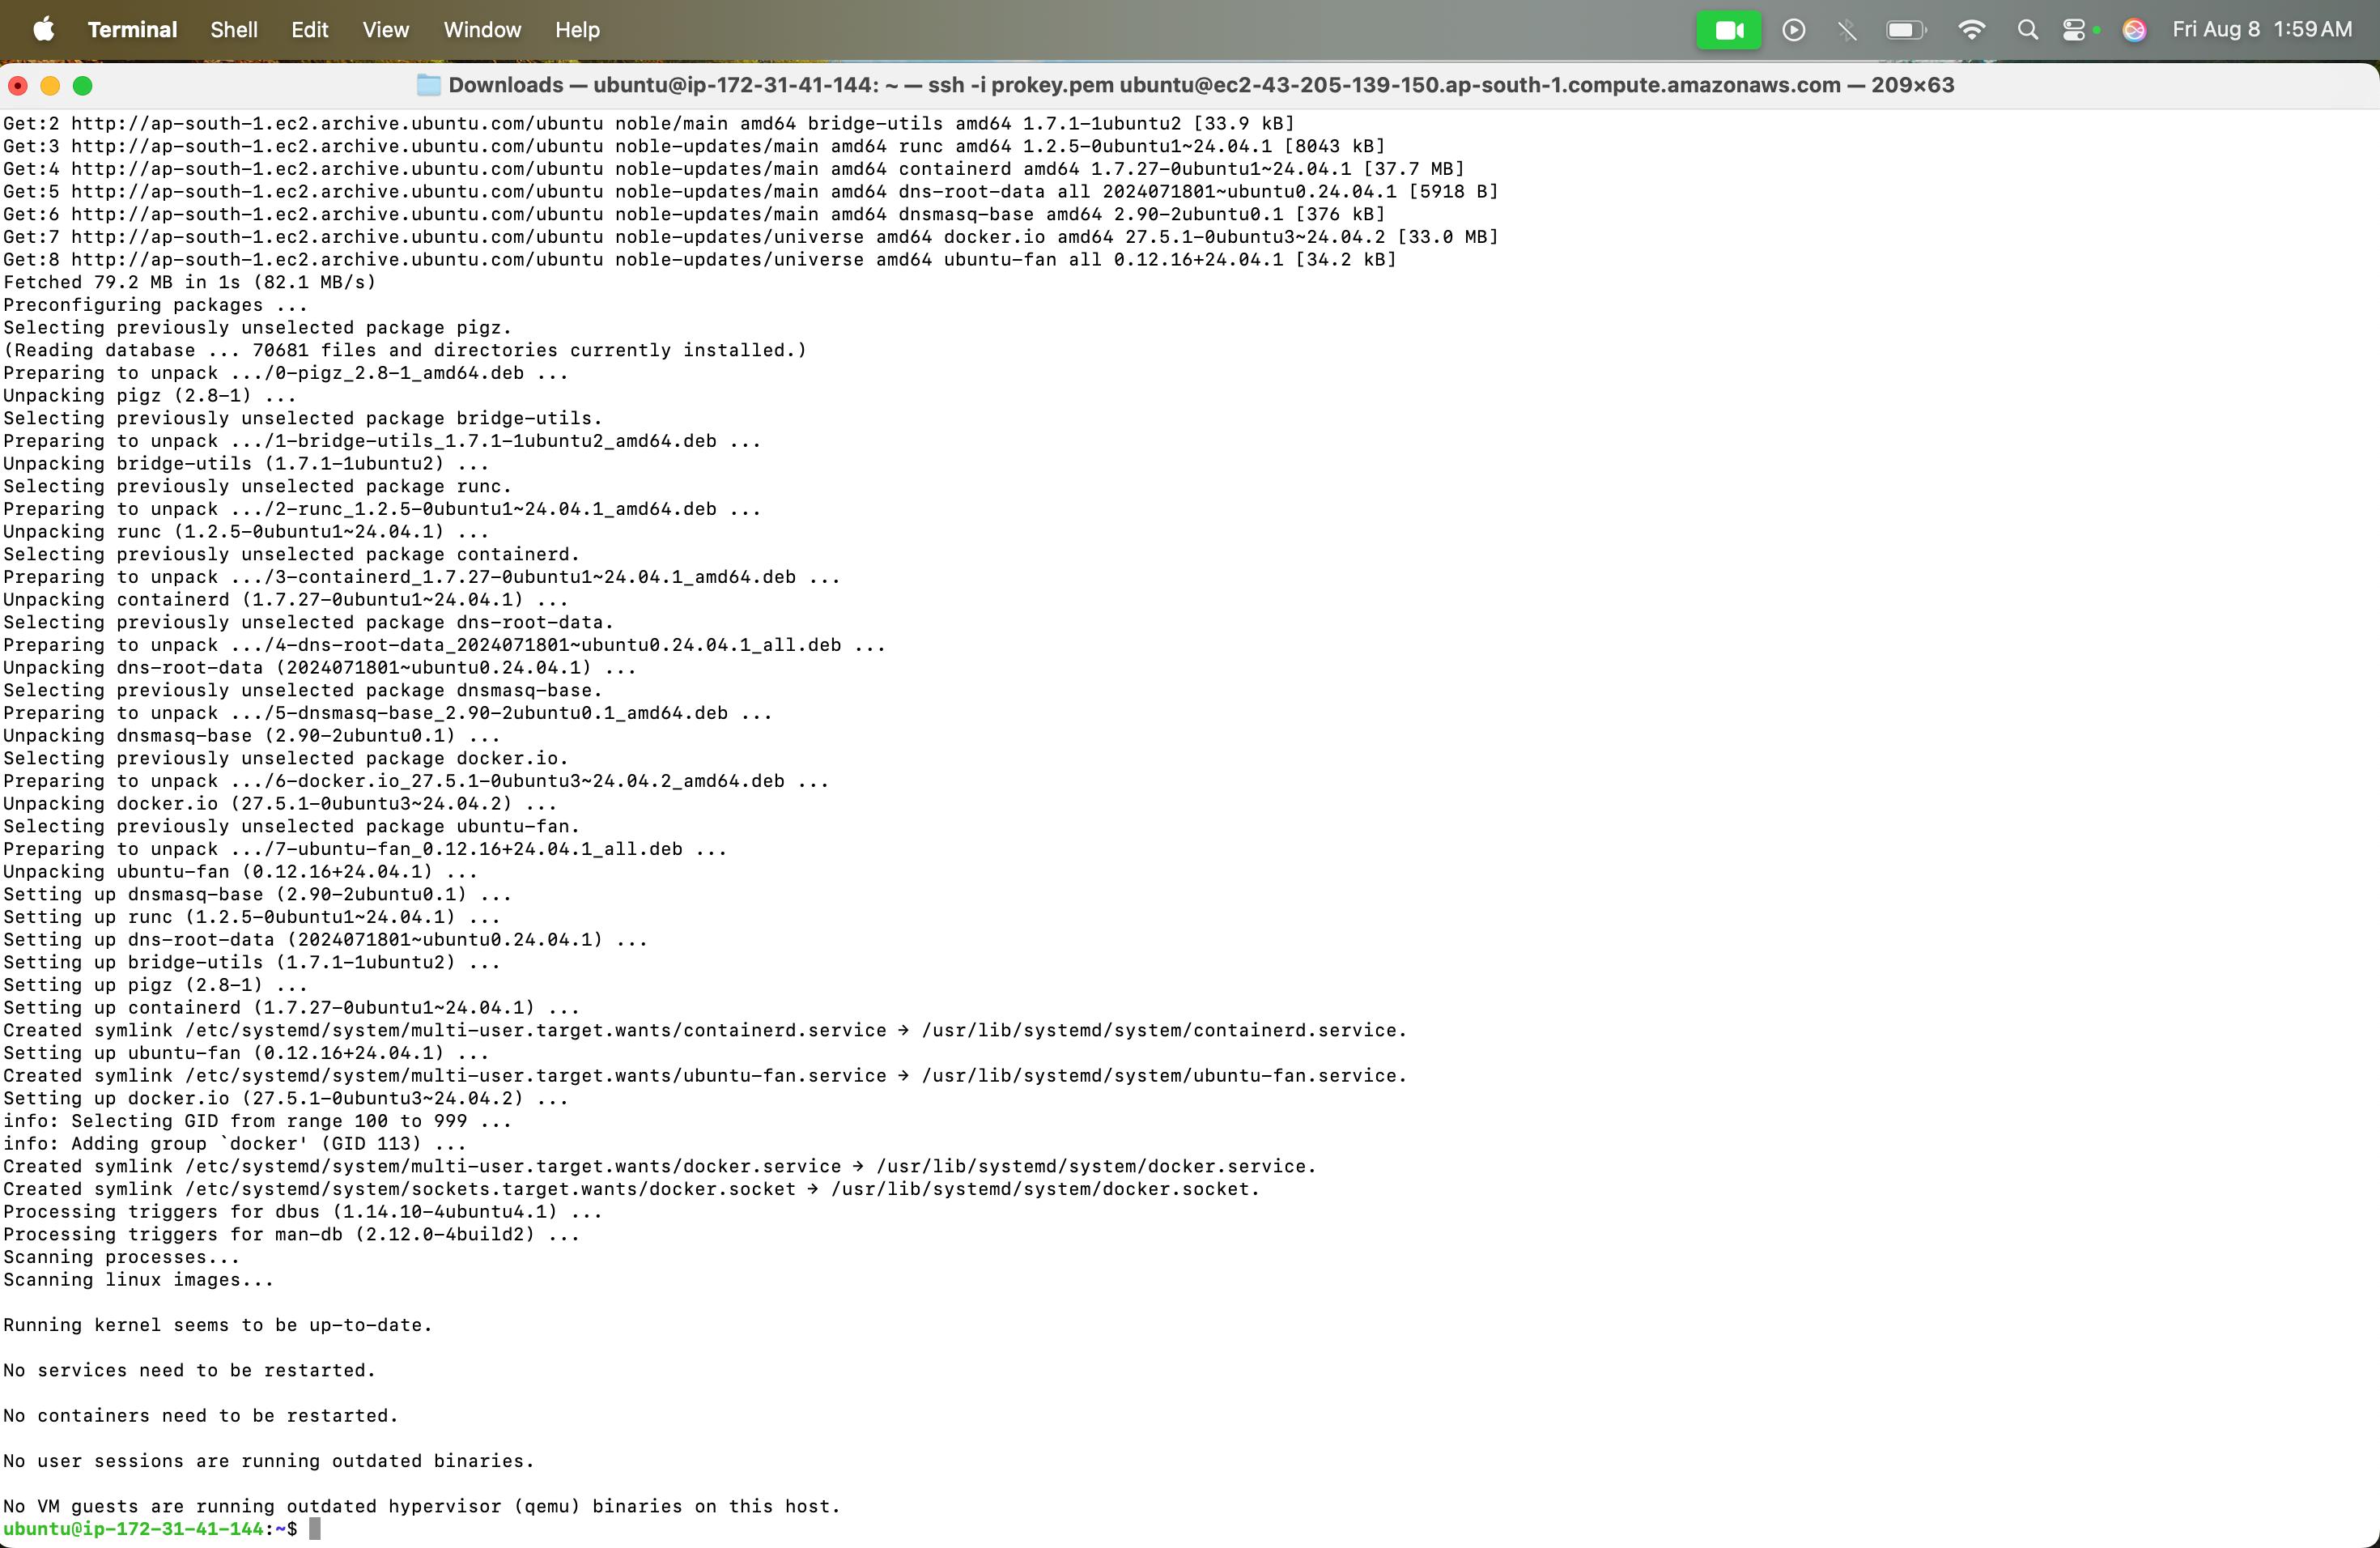 Terminal Shell Edit View Window Help Fri Aug 8 1:59 AM
Downloads — ubuntu@ip-172-31-41-144: ~ — ssh -i prokey.pem ubuntu@ec2-43-205-139-150.ap-south-1.compute.amazonaws.com — 209×63
Get:2 http://ap-south-1.ec2.archive.ubuntu.com/ubuntu noble/main amd64 bridge-utils amd64 1.7.1-1ubuntu2 [33.9 kB]
Get:3 http://ap-south-1.ec2.archive.ubuntu.com/ubuntu noble-updates/main amd64 runc amd64 1.2.5-0ubuntu1~24.04.1 [8043 kB]
Get:4 http://ap-south-1.ec2.archive.ubuntu.com/ubuntu noble-updates/main amd64 containerd amd64 1.7.27-0ubuntu1~24.04.1 [37.7 MB]
Get:5 http://ap-south-1.ec2.archive.ubuntu.com/ubuntu noble-updates/main amd64 dns-root-data all 2024071801~ubuntu0.24.04.1 [5918 B]
Get:6 http://ap-south-1.ec2.archive.ubuntu.com/ubuntu noble-updates/main amd64 dnsmasq-base amd64 2.90-2ubuntu0.1 [376 kB]
Get:7 http://ap-south-1.ec2.archive.ubuntu.com/ubuntu noble-updates/universe amd64 docker.io amd64 27.5.1-0ubuntu3~24.04.2 [33.0 MB]
Get:8 http://ap-south-1.ec2.archive.ubuntu.com/ubuntu noble-updates/universe amd64 ubuntu-fan all 0.12.16+24.04.1 [34.2 kB]
Fetched 79.2 MB in 1s (82.1 MB/s)
Preconfiguring packages ...
Selecting previously unselected package pigz.
(Reading database ... 70681 files and directories currently installed.)
Preparing to unpack .../0-pigz_2.8-1_amd64.deb ...
Unpacking pigz (2.8-1) ...
Selecting previously unselected package bridge-utils.
Preparing to unpack .../1-bridge-utils_1.7.1-1ubuntu2_amd64.deb ...
Unpacking bridge-utils (1.7.1-1ubuntu2) ...
Selecting previously unselected package runc.
Preparing to unpack .../2-runc_1.2.5-0ubuntu1~24.04.1_amd64.deb ...
Unpacking runc (1.2.5-0ubuntu1~24.04.1) ...
Selecting previously unselected package containerd.
Preparing to unpack .../3-containerd_1.7.27-0ubuntu1~24.04.1_amd64.deb ...
Unpacking containerd (1.7.27-0ubuntu1~24.04.1) ...
Selecting previously unselected package dns-root-data.
Preparing to unpack .../4-dns-root-data_2024071801~ubuntu0.24.04.1_all.deb ...
Unpacking dns-root-data (2024071801~ubuntu0.24.04.1) ...
Selecting previously unselected package dnsmasq-base.
Preparing to unpack .../5-dnsmasq-base_2.90-2ubuntu0.1_amd64.deb ...
Unpacking dnsmasq-base (2.90-2ubuntu0.1) ...
Selecting previously unselected package docker.io.
Preparing to unpack .../6-docker.io_27.5.1-0ubuntu3~24.04.2_amd64.deb ...
Unpacking docker.io (27.5.1-0ubuntu3~24.04.2) ...
Selecting previously unselected package ubuntu-fan.
Preparing to unpack .../7-ubuntu-fan_0.12.16+24.04.1_all.deb ...
Unpacking ubuntu-fan (0.12.16+24.04.1) ...
Setting up dnsmasq-base (2.90-2ubuntu0.1) ...
Setting up runc (1.2.5-0ubuntu1~24.04.1) ...
Setting up dns-root-data (2024071801~ubuntu0.24.04.1) ...
Setting up bridge-utils (1.7.1-1ubuntu2) ...
Setting up pigz (2.8-1) ...
Setting up containerd (1.7.27-0ubuntu1~24.04.1) ...
Created symlink /etc/systemd/system/multi-user.target.wants/containerd.service → /usr/lib/systemd/system/containerd.service.
Setting up ubuntu-fan (0.12.16+24.04.1) ...
Created symlink /etc/systemd/system/multi-user.target.wants/ubuntu-fan.service → /usr/lib/systemd/system/ubuntu-fan.service.
Setting up docker.io (27.5.1-0ubuntu3~24.04.2) ...
info: Selecting GID from range 100 to 999 ...
info: Adding group `docker' (GID 113) ...
Created symlink /etc/systemd/system/multi-user.target.wants/docker.service → /usr/lib/systemd/system/docker.service.
Created symlink /etc/systemd/system/sockets.target.wants/docker.socket → /usr/lib/systemd/system/docker.socket.
Processing triggers for dbus (1.14.10-4ubuntu4.1) ...
Processing triggers for man-db (2.12.0-4build2) ...
Scanning processes...
Scanning linux images...
Running kernel seems to be up-to-date.
No services need to be restarted.
No containers need to be restarted.
No user sessions are running outdated binaries.
No VM guests are running outdated hypervisor (qemu) binaries on this host.
ubuntu@ip-172-31-41-144:~$